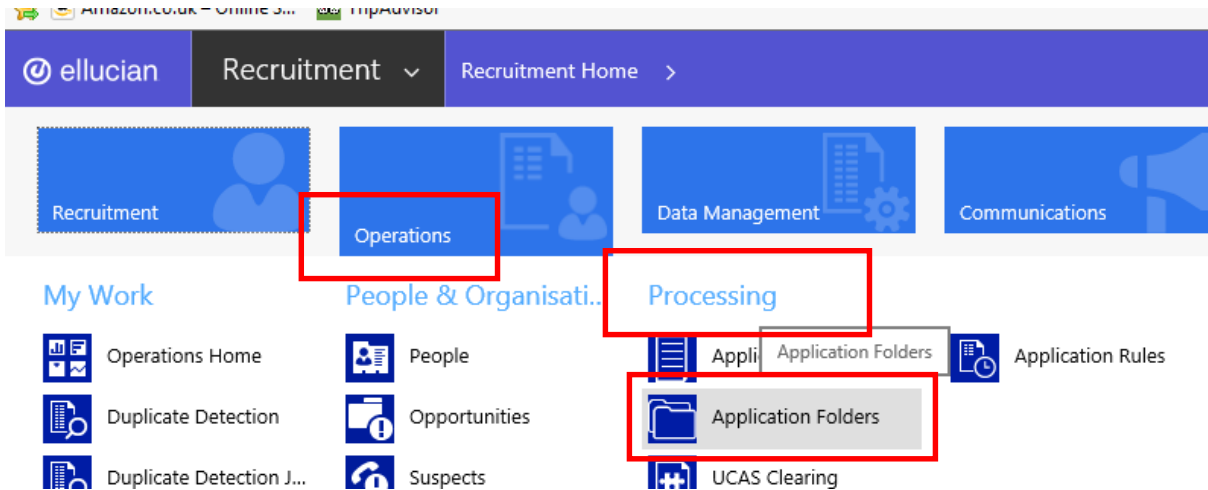 Amazon.co.uk – Online S... TripAdvisor
ellucian Recruitment Recruitment Home >
Recruitment
Operations
Data Management
Communications
My Work
People & Organisati..
Processing
Operations Home
People
Appli
Application Folders
Application Rules
Duplicate Detection
Opportunities
Application Folders
Duplicate Detection J...
Suspects
UCAS Clearing